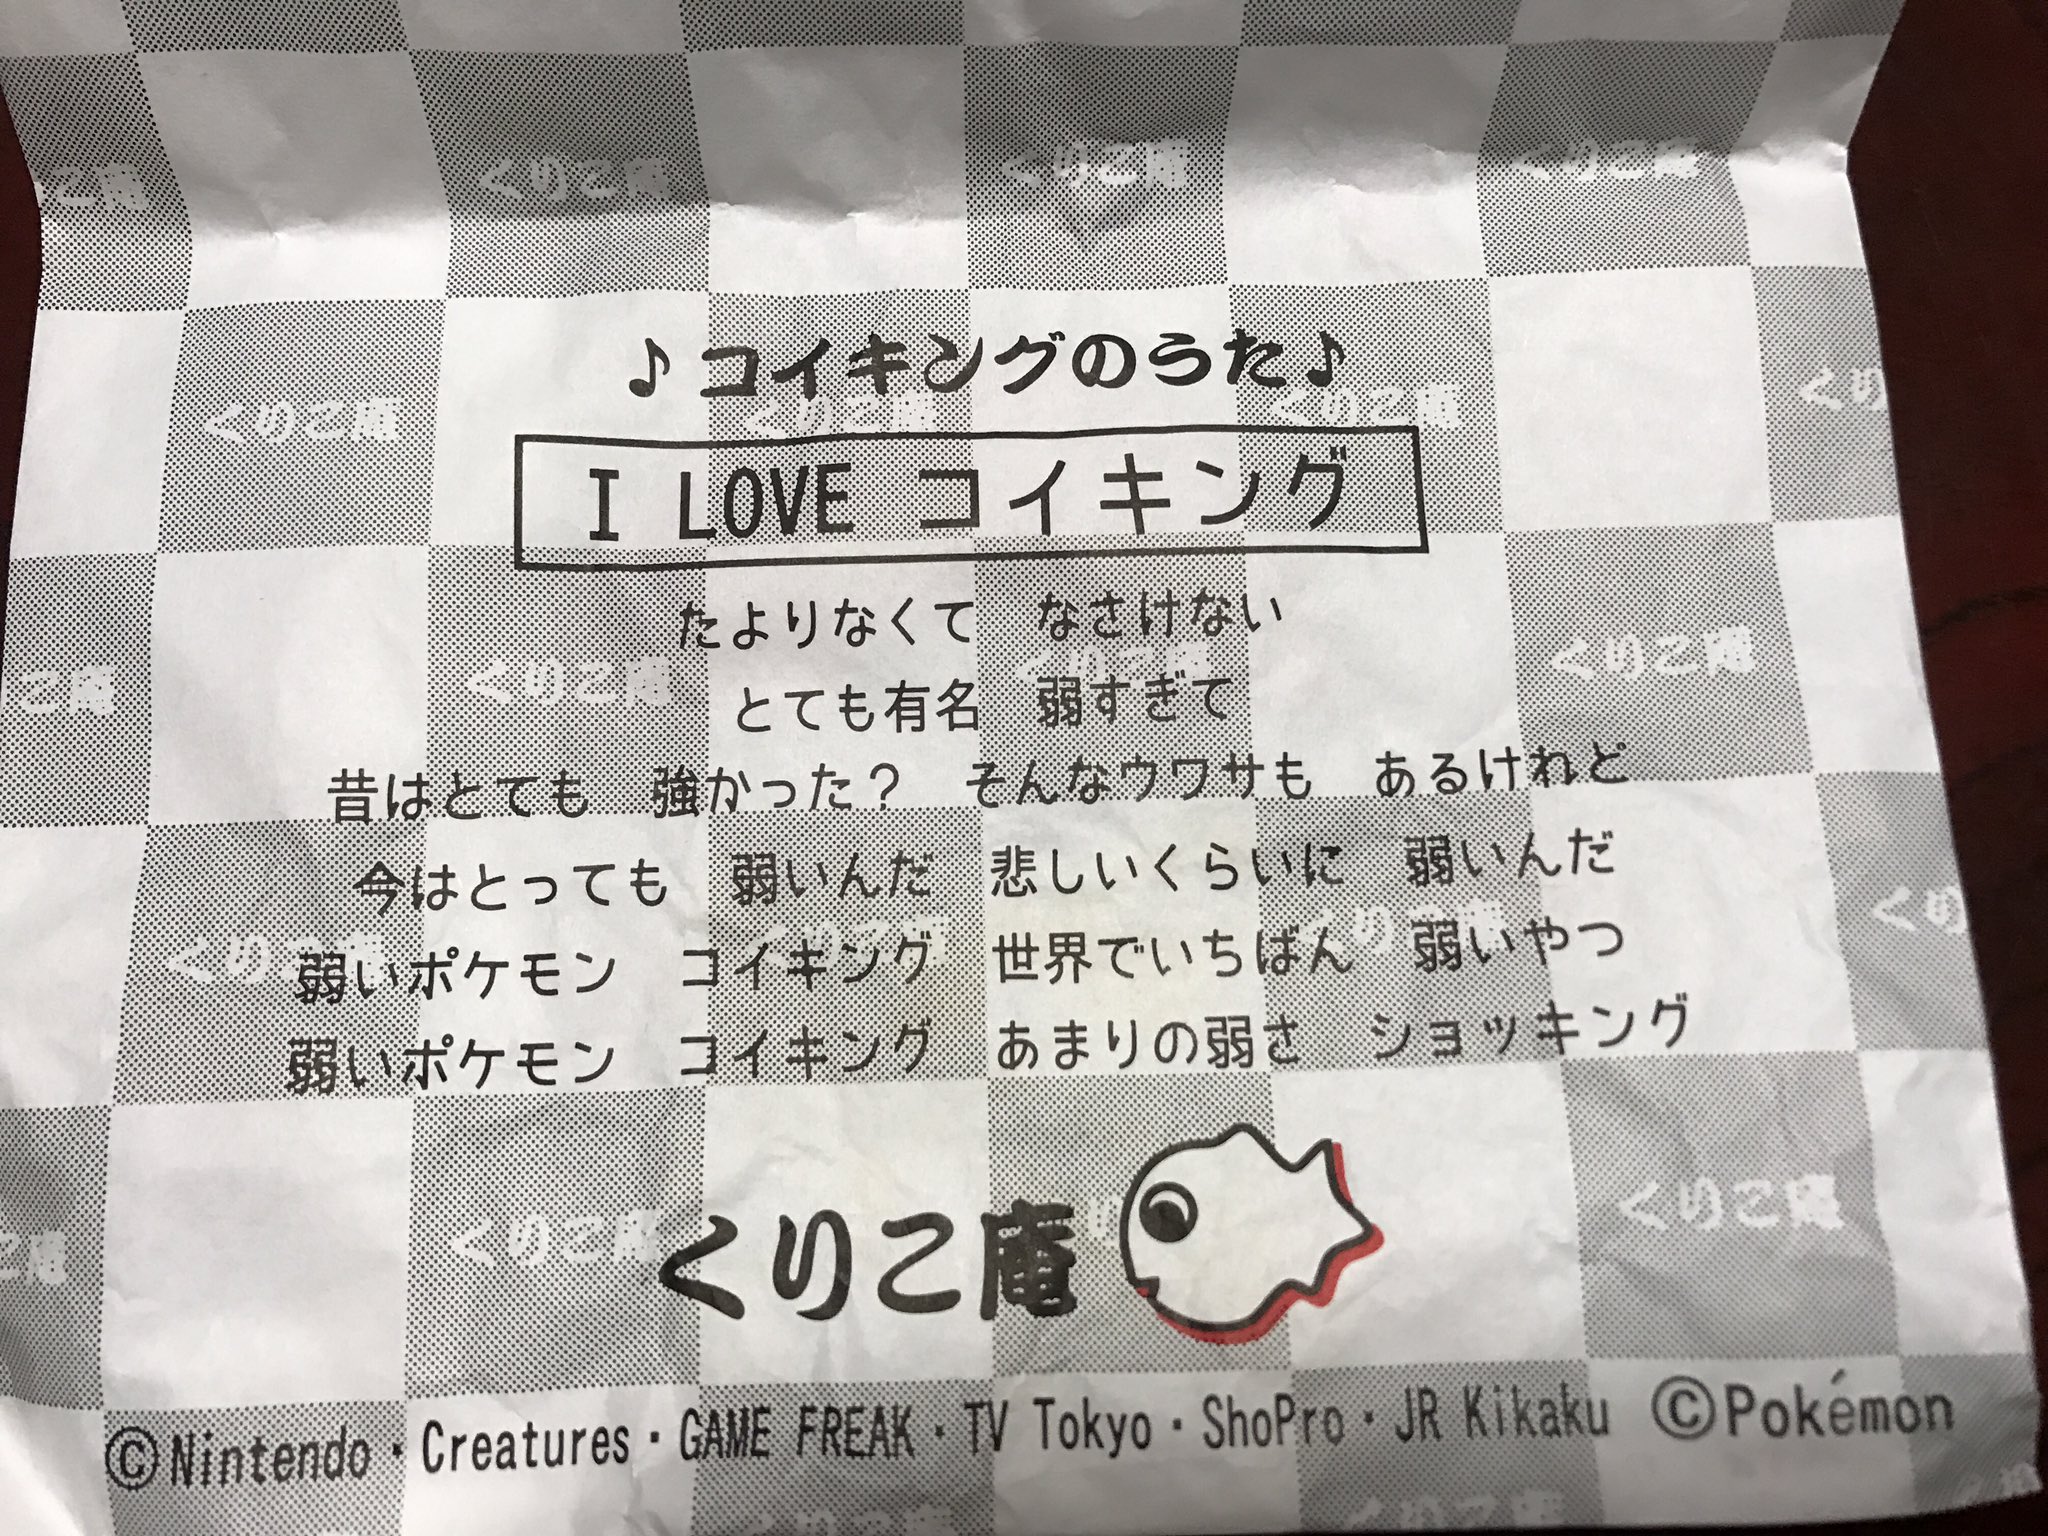 ♪コイキングのうた♪
I LOVE コイキング
たよりなくて なさけない
とても有名 弱すぎて
昔はとても 強かった? そんなウワサも あるけれど
今はとっても 弱いんだ 悲しいくらいに 弱いんだ
弱いポケモン コイキング 世界でいちばん 弱いやつ
弱いポケモン コイキング あまりの弱さ ショッキング
くりこ庵
©Nintendo・Creatures・GAME FREAK・TV Tokyo・ShoPro・JR Kikaku ©Pokémon